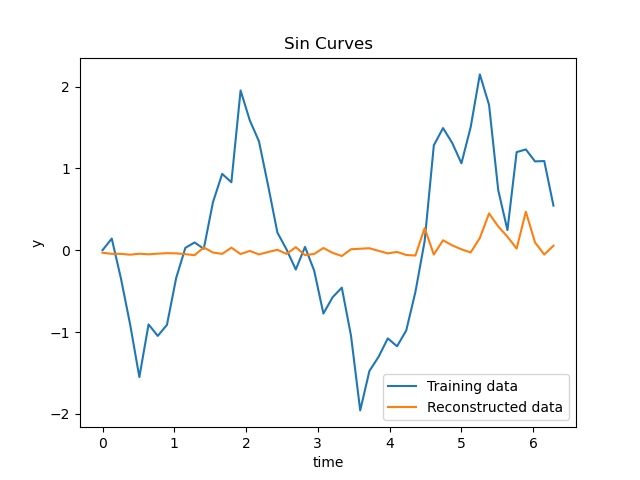 Sin Curves
y
2
1
0
−1
−2
0 1 2 3 4 5 6
time
Training data
Reconstructed data